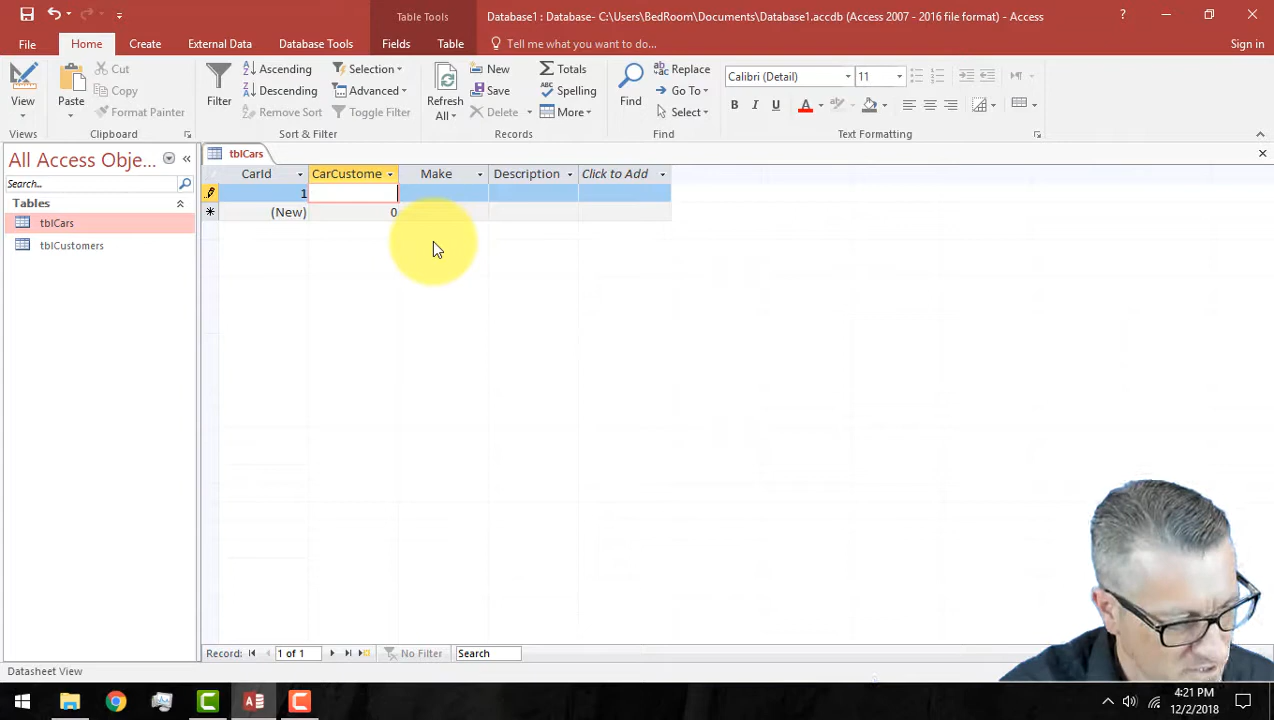 Table Tools
Database1 : Database- C:\Users\BedRoom\Documents\Database1.accdb (Access 2007 - 2016 file format) - Access
?
File
Home
Create
External Data
Database Tools
Fields
Table
Tell me what you want to do...
Sign in
View
Views
Paste
Cut
Copy
Format Painter
Clipboard
Filter
Ascending
Descending
Remove Sort
Selection
Advanced
Toggle Filter
Sort & Filter
Refresh
All
New
Save
Delete
Totals
Spelling
More
Records
Find
Replace
Go To
Select
Find
Calibri (Detail)
11
B I U A
Text Formatting
All Access Obje...
Search...
Tables
tblCars
tblCustomers
tblCars
CarId CarCustome Make Description Click to Add
1
(New) 0
Record: 1 of 1 No Filter Search
Datasheet View
4:21 PM
12/2/2018